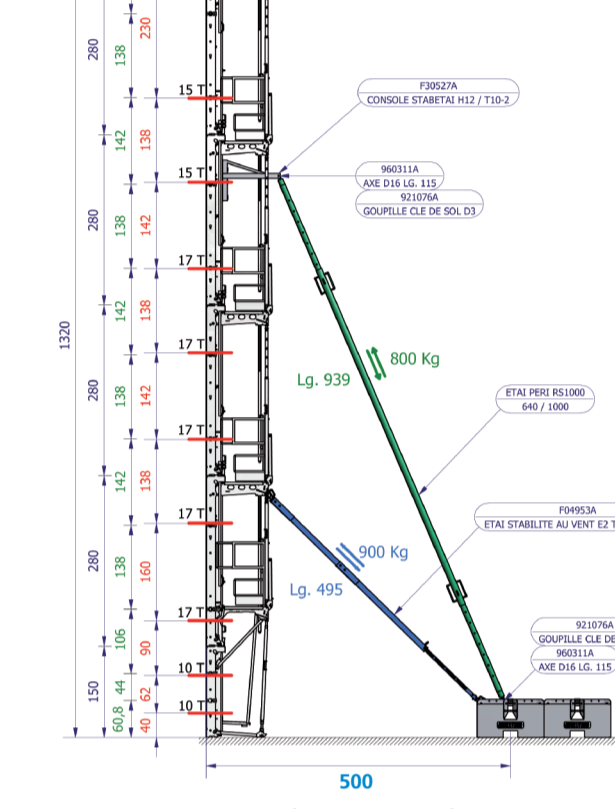 280
138
230
15 T
F30527A
CONSOLE STABETAI H12 / T10-2
142
138
15 T
960311A
AXE D16 LG. 115
921076A
GOUPILLE CLE DE SOL D3
280
138
142
17 T
142
138
1320
17 T
800 Kg
Lg. 939
280
138
142
ETAI PERI RS1000
640 / 1000
17 T
142
138
17 T
F04953A
ETAI STABILITE AU VENT E2 T
280
138
160
900 Kg
Lg. 495
17 T
106
90
921076A
GOUPILLE CLE DE
960311A
AXE D16 LG. 115
150
44
62
10 T
10 T
60,8
40
500